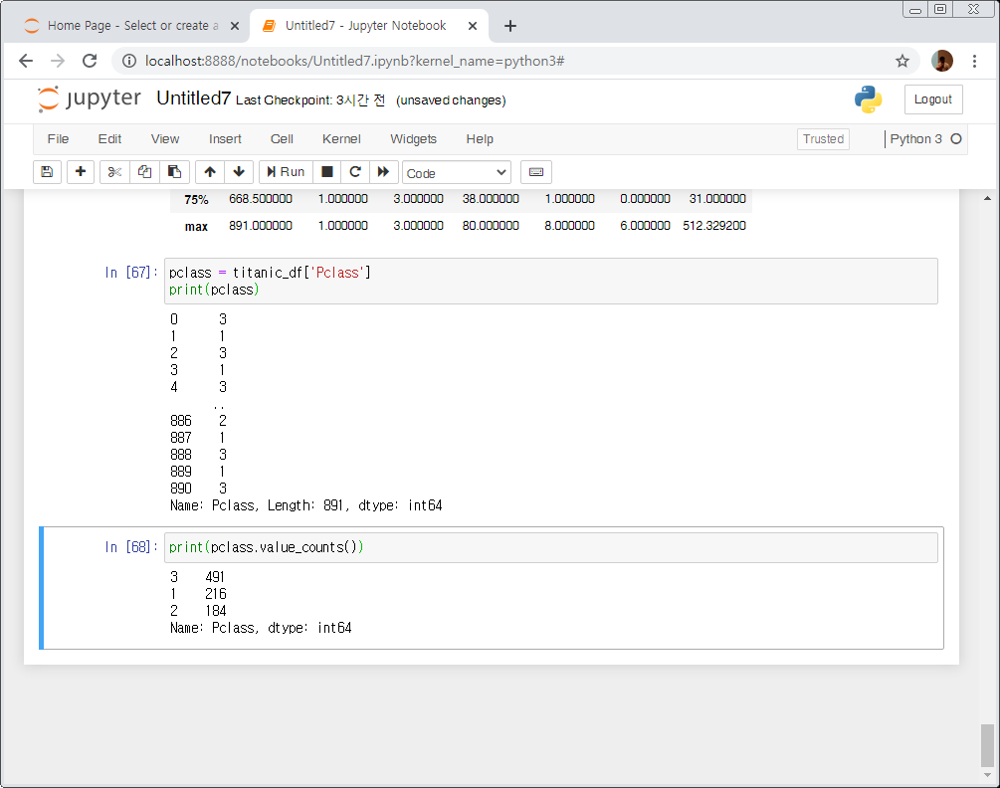 Home Page - Select or create a
Untitled7 - Jupyter Notebook
localhost:8888/notebooks/Untitled7.ipynb?kernel_name=python3#
jupyter Untitled7 Last Checkpoint: 3시간 전 (unsaved changes) Logout
File Edit View Insert Cell Kernel Widgets Help Trusted Python 3
Run Code
75% 668.500000 1.000000 3.000000 38.000000 1.000000 0.000000 31.000000
max 891.000000 1.000000 3.000000 80.000000 8.000000 6.000000 512.329200
In [67]: pclass = titanic_df['Pclass']
print(pclass)
0 3
1 1
2 3
3 1
4 3
..
886 2
887 1
888 3
889 1
890 3
Name: Pclass, Length: 891, dtype: int64
In [68]: print(pclass.value_counts())
3 491
1 216
2 184
Name: Pclass, dtype: int64